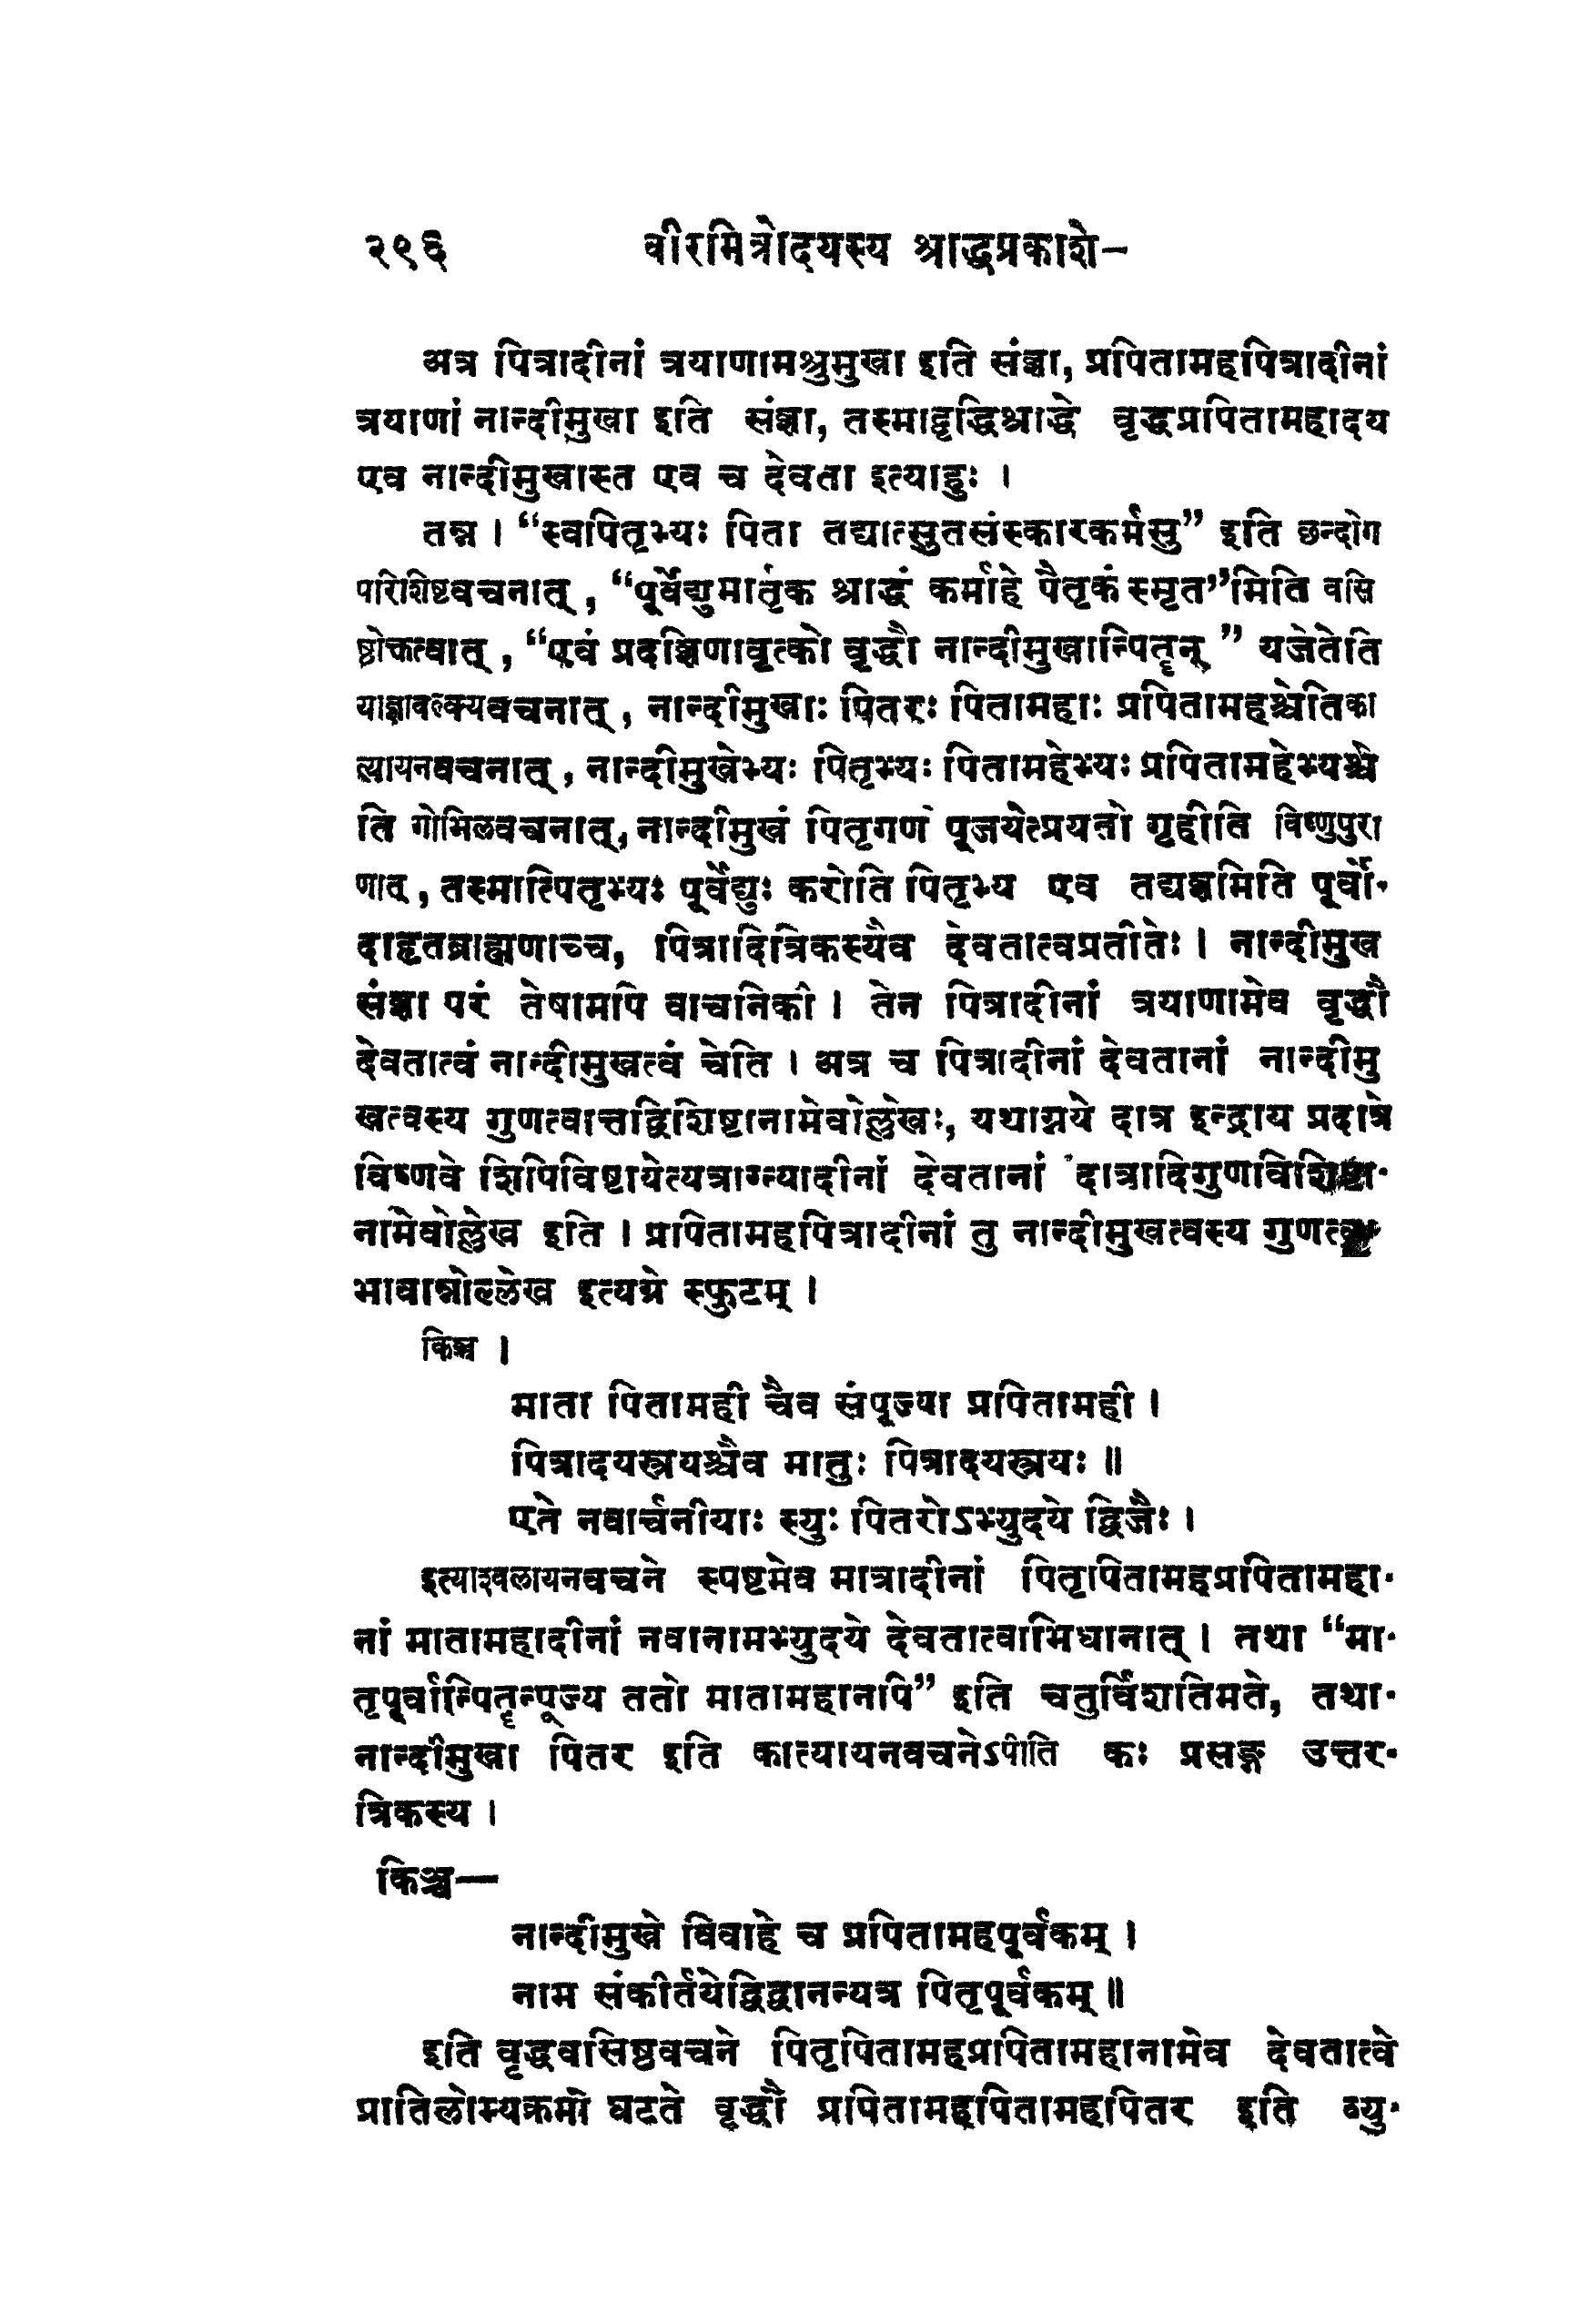 २९६ वीरमित्रोदयस्य श्राद्धप्रकाशे-
अत्र पित्रादीनां त्रयाणामश्रुमुखा इति संज्ञा, प्रपितामहपित्रादीनां
त्रयाणां नान्दीमुखा इति संज्ञा, तस्माद्वृद्धिश्राद्धे वृद्धप्रपितामहादय
एव नान्दीमुखास्त एव च देवता इत्याहुः ।
तन्न । “स्वपितृभ्यः पिता तद्यात्सुतसंस्कारकर्मसु” इति छन्दोग
परिशिष्टवचनात्, “पूर्वेद्युमार्तृक श्राद्धं कर्माहे पैतृकं स्मृत”मिति वसि
ष्ठोक्तत्वात्, “एवं प्रदक्षिणावृत्को वृद्धौ नान्दीमुखान्पितॄन्” यजेतेति
याज्ञावल्क्यवचनात्, नान्दीमुखाः पितरः पितामहाः प्रपितामहश्चेतिका
त्यायनवचनात्, नान्दीमुखेभ्यः पितृभ्यः पितामहेभ्यः प्रपितामहेभ्यश्चे
ति गोभिलवचनात्, नान्दीमुखं पितृगणं पूजयेत्प्रयतो गृहीति विष्णुपुरा
णात्, तस्मात्पितृभ्यः पूर्वेद्युः करोति पितृभ्य एव तद्यज्ञमिति पूर्वो-
दाहृतब्राह्मणाच्च, पित्रादित्रिकस्यैव देवतात्वप्रतीतेः । नान्दीमुख
संज्ञा परं तेषामपि वाचनिकी । तेन पित्रादीनां त्रयाणामेव वृद्धौ
देवतात्वं नान्दीमुखत्वं चेति । अत्र च पित्रादीनां देवतानां नान्दीमु
खत्वस्य गुणत्वात्तद्विशिष्टानामेवोल्लेखः, यथाग्नये दात्र इन्द्राय प्रदात्रे
विष्णवे शिपिविष्टायेत्यत्राग्न्यादीनां देवतानां दात्रादिगुणविशिष्टा-
नामेवोल्लेख इति । प्रपितामहपित्रादीनां तु नान्दीमुखत्वस्य गुणत्वा-
भावान्नोल्लेख इत्यग्रे स्फुटम् ।
किञ्च ।
माता पितामही चैव संपूज्या प्रपितामही ।
पित्रादयस्त्रयश्चैव मातुः पित्रादयस्त्रयः ॥
एते नवार्चनीयाः स्युः पितरोऽभ्युदये द्विजैः ।
इत्याश्वलायनवचने स्पष्टमेव मात्रादीनां पितृपितामहप्रपितामहा-
नां मातामहादीनां नवानामभ्युदये देवतात्वाभिधानात् । तथा “मा-
तृपूर्वान्पितॄन्पूज्य ततो मातामहानपि” इति चतुर्विंशतिमते, तथा-
नान्दीमुखा पितर इति कात्यायनवचनेऽपीति कः प्रसङ्ग उत्तर-
त्रिकस्य ।
किञ्च—
नान्दीमुखे विवाहे च प्रपितामहपूर्वकम् ।
नाम संकीर्तयेद्विद्वानन्यत्र पितृपूर्वकम् ॥
इति वृद्धवसिष्ठवचने पितृपितामहप्रपितामहानामेव देवतात्वे
प्रातिलोम्यक्रमो घटते वृद्धौ प्रपितामहपितामहपितर इति व्यु-